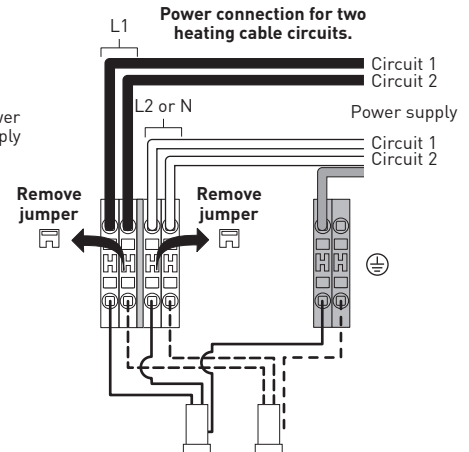 Power connection for two
heating cable circuits.
L1
Circuit 1
Circuit 2
L2 or N
Power supply
Circuit 1
Circuit 2
Remove
jumper
Remove
jumper